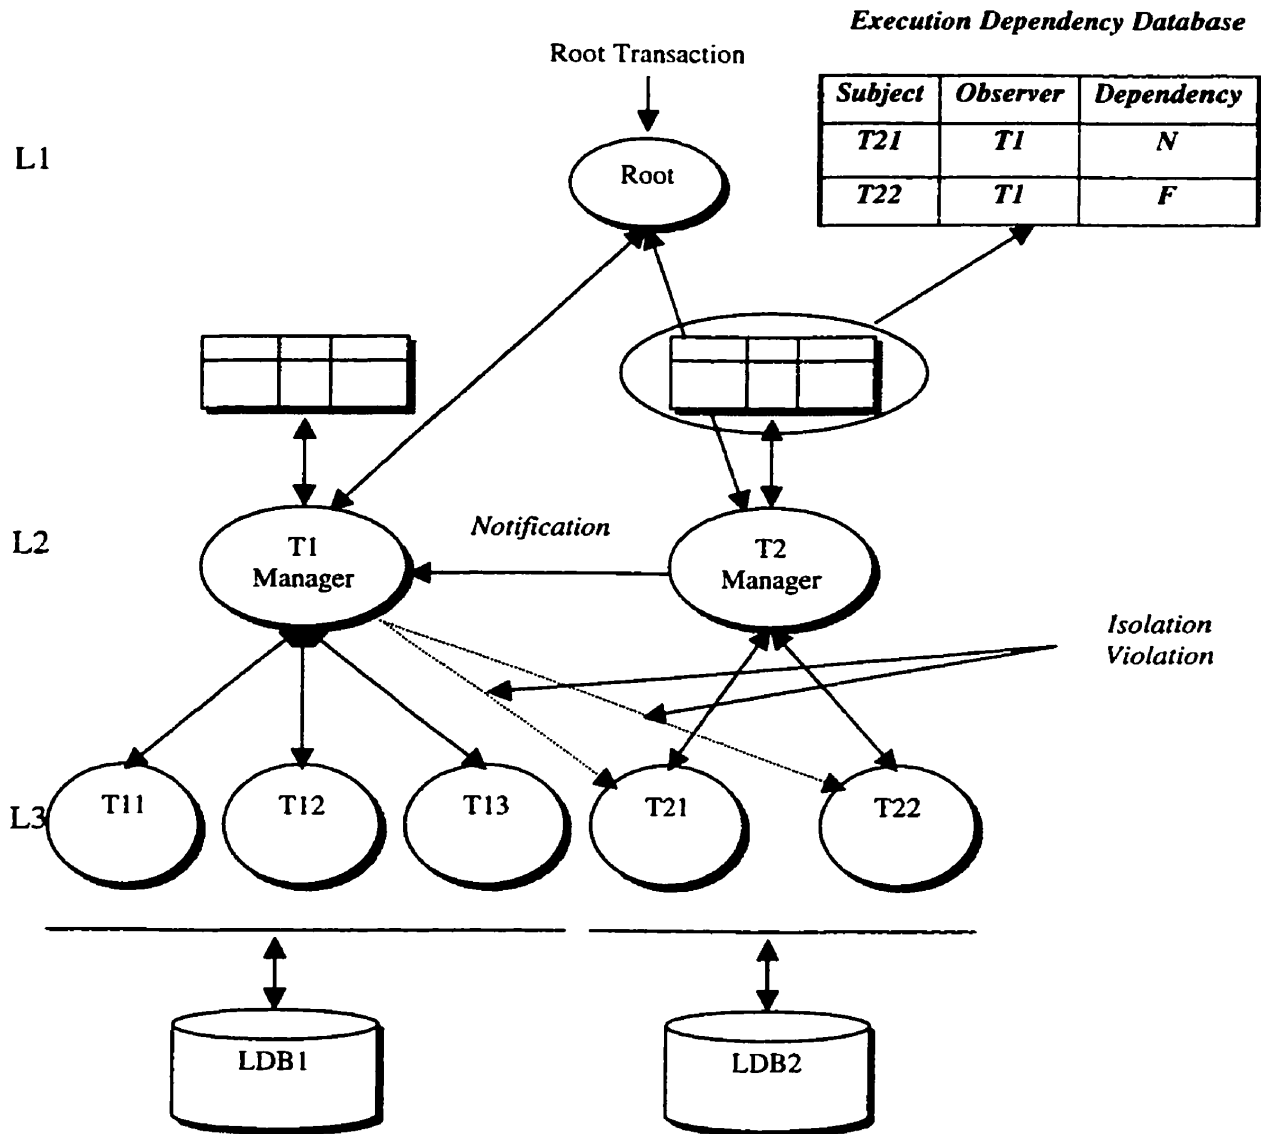 Execution Dependency Database
Root Transaction
Subject Observer Dependency
T21 T1 N
T22 T1 F
L1
Root
L2
Notification
T1
Manager
T2
Manager
Isolation
Violation
L3
T11
T12
T13
T21
T22
LDB1
LDB2